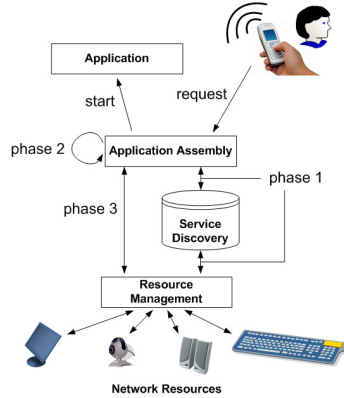 Application
start
request
phase 2
Application Assembly
phase 1
phase 3
Service
Discovery
Resource
Management
Network Resources